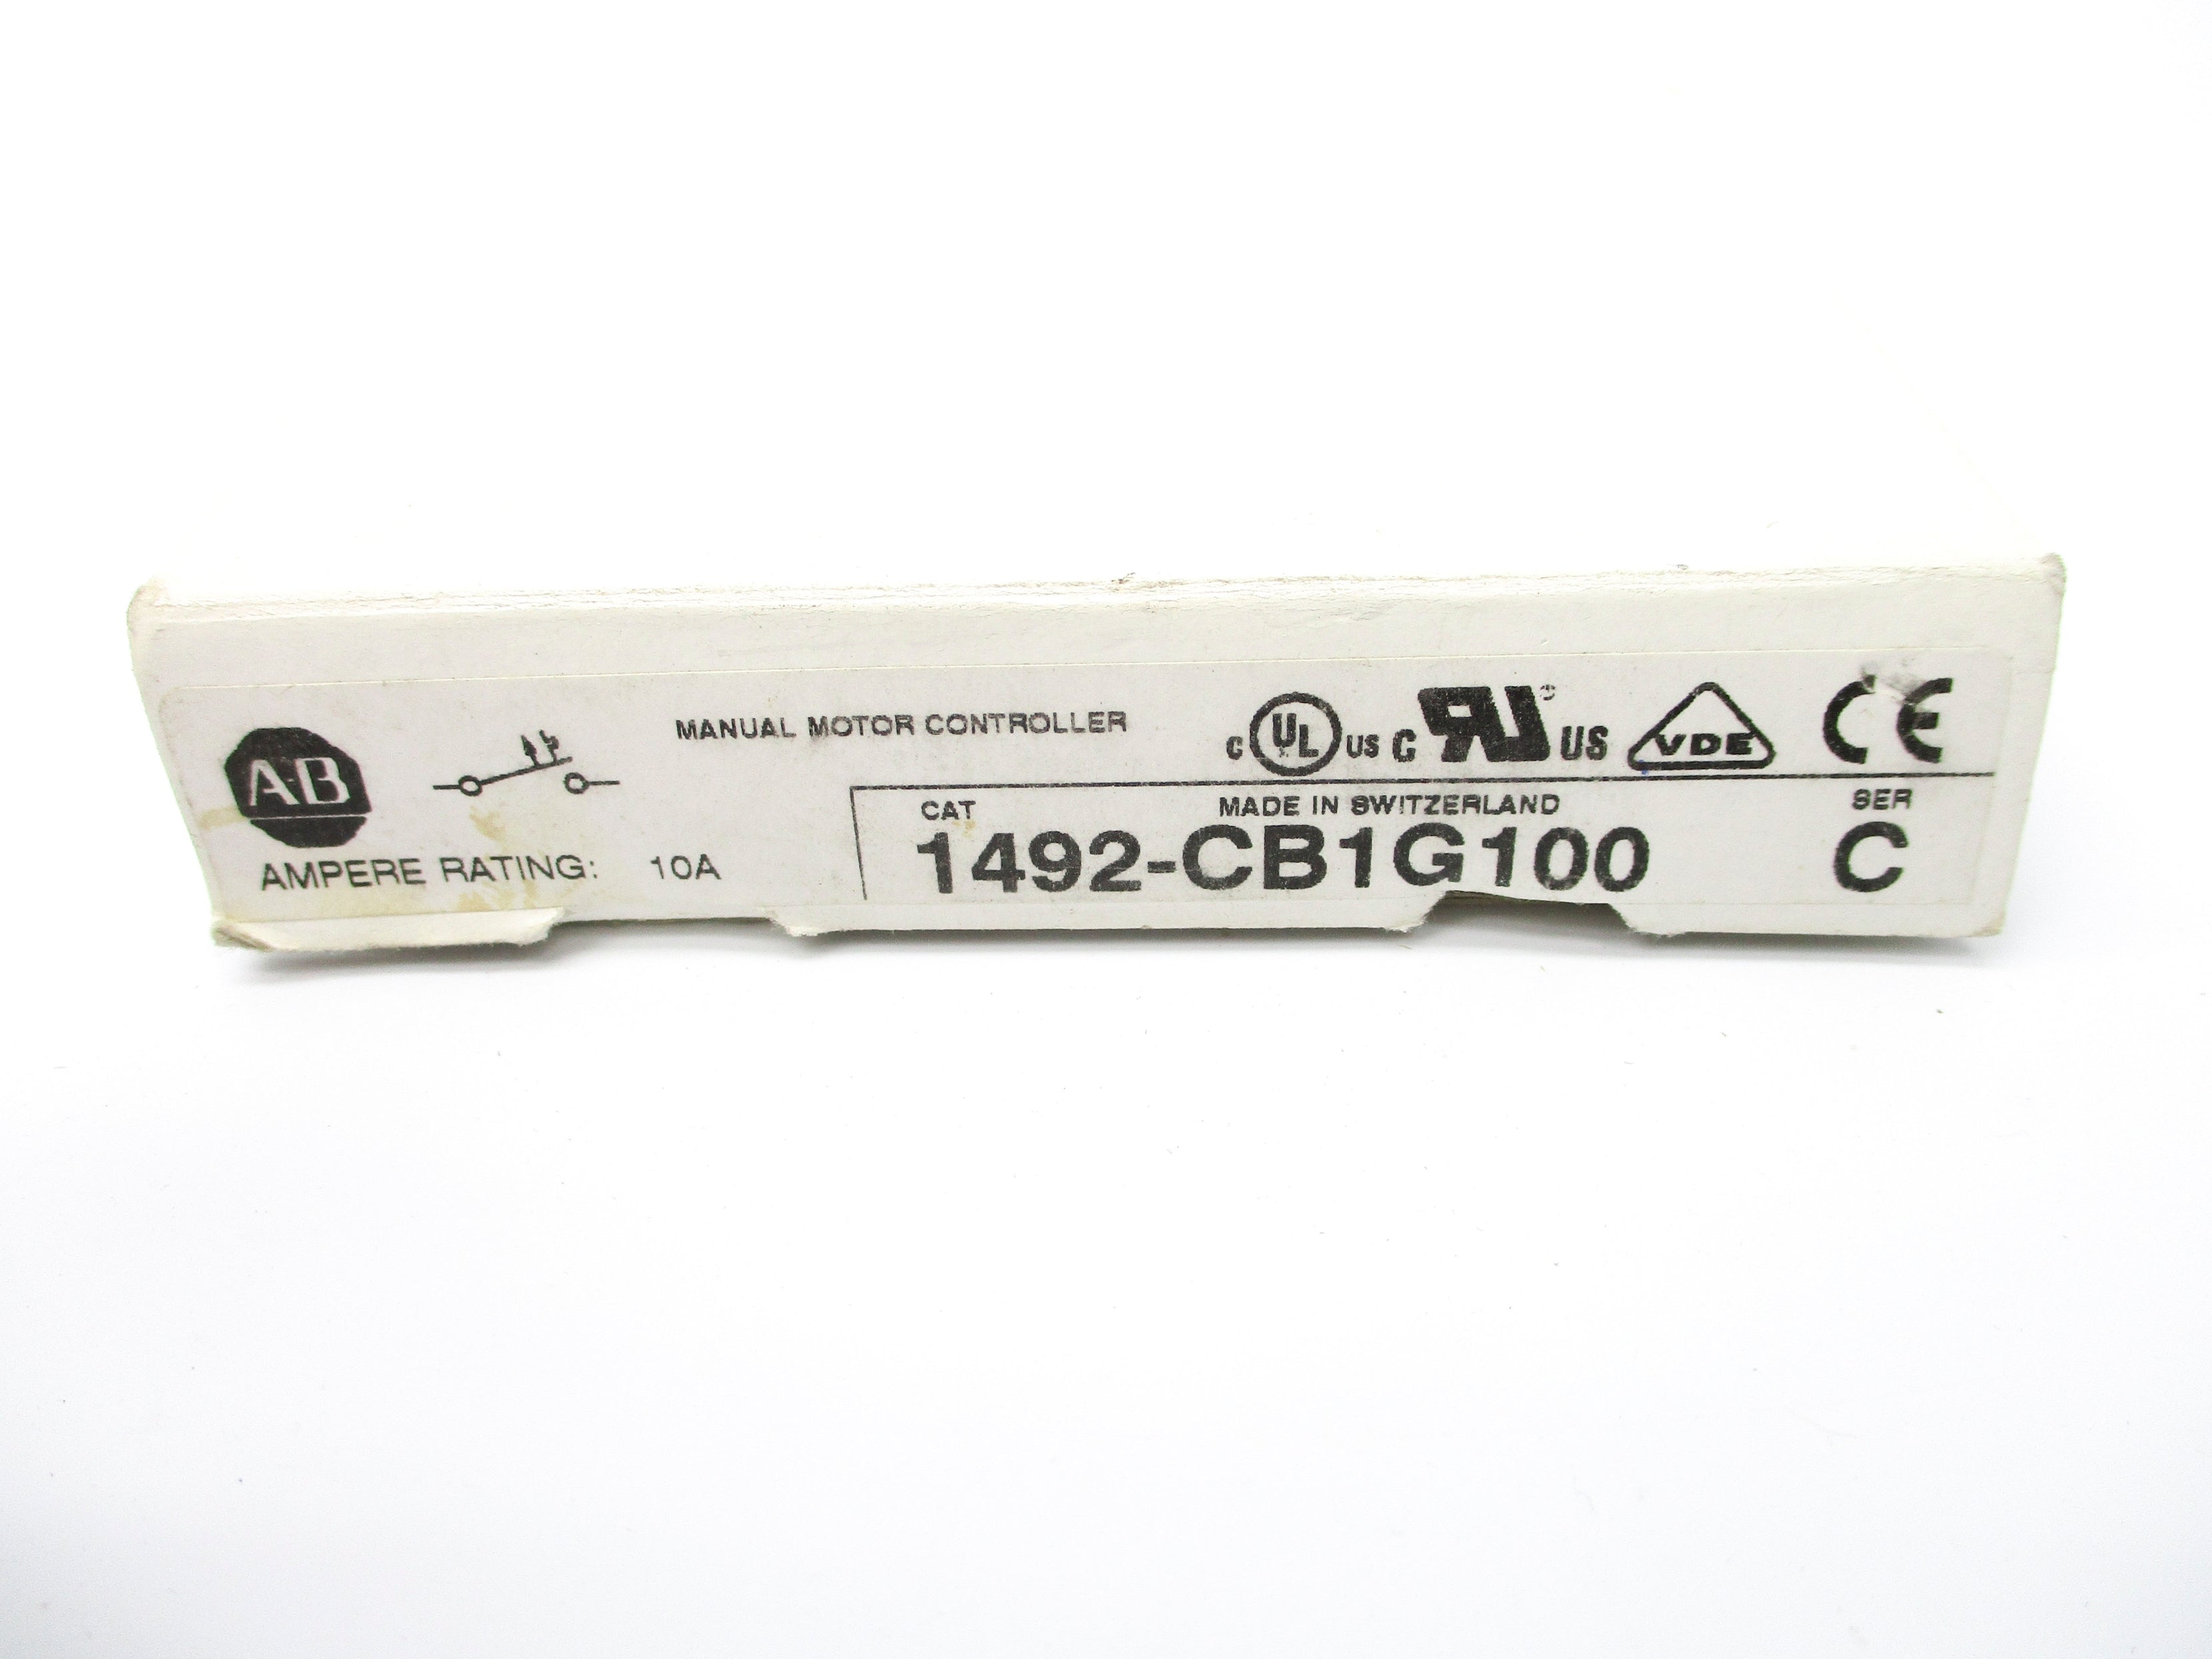 A-B
MANUAL MOTOR CONTROLLER
C UL US C RU® US VDE CE
CAT MADE IN SWITZERLAND SER
AMPERE RATING: 10A 1492-CB1G100 C